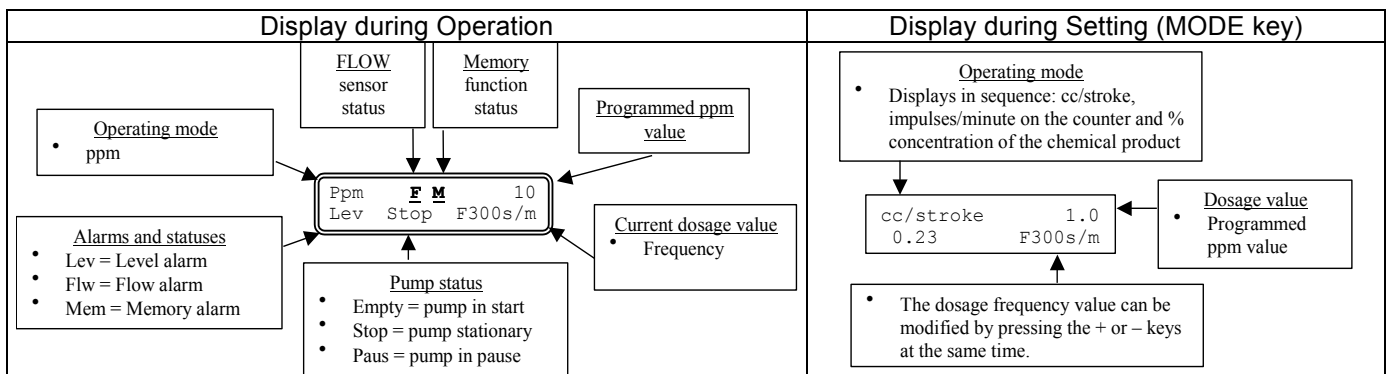 Display during Operation
FLOW
sensor
status
Memory
function
status
Operating mode
• ppm
Programmed ppm
value
Ppm F M 10
Lev Stop F300s/m
Alarms and statuses
• Lev = Level alarm
• Flw = Flow alarm
• Mem = Memory alarm
Pump status
• Empty = pump in start
• Stop = pump stationary
• Paus = pump in pause
Current dosage value
• Frequency
Display during Setting (MODE key)
Operating mode
• Displays in sequence: cc/stroke,
impulses/minute on the counter and %
concentration of the chemical product
cc/stroke 1.0
0.23 F300s/m
Dosage value
• Programmed
ppm value
• The dosage frequency value can be
modified by pressing the + or – keys
at the same time.